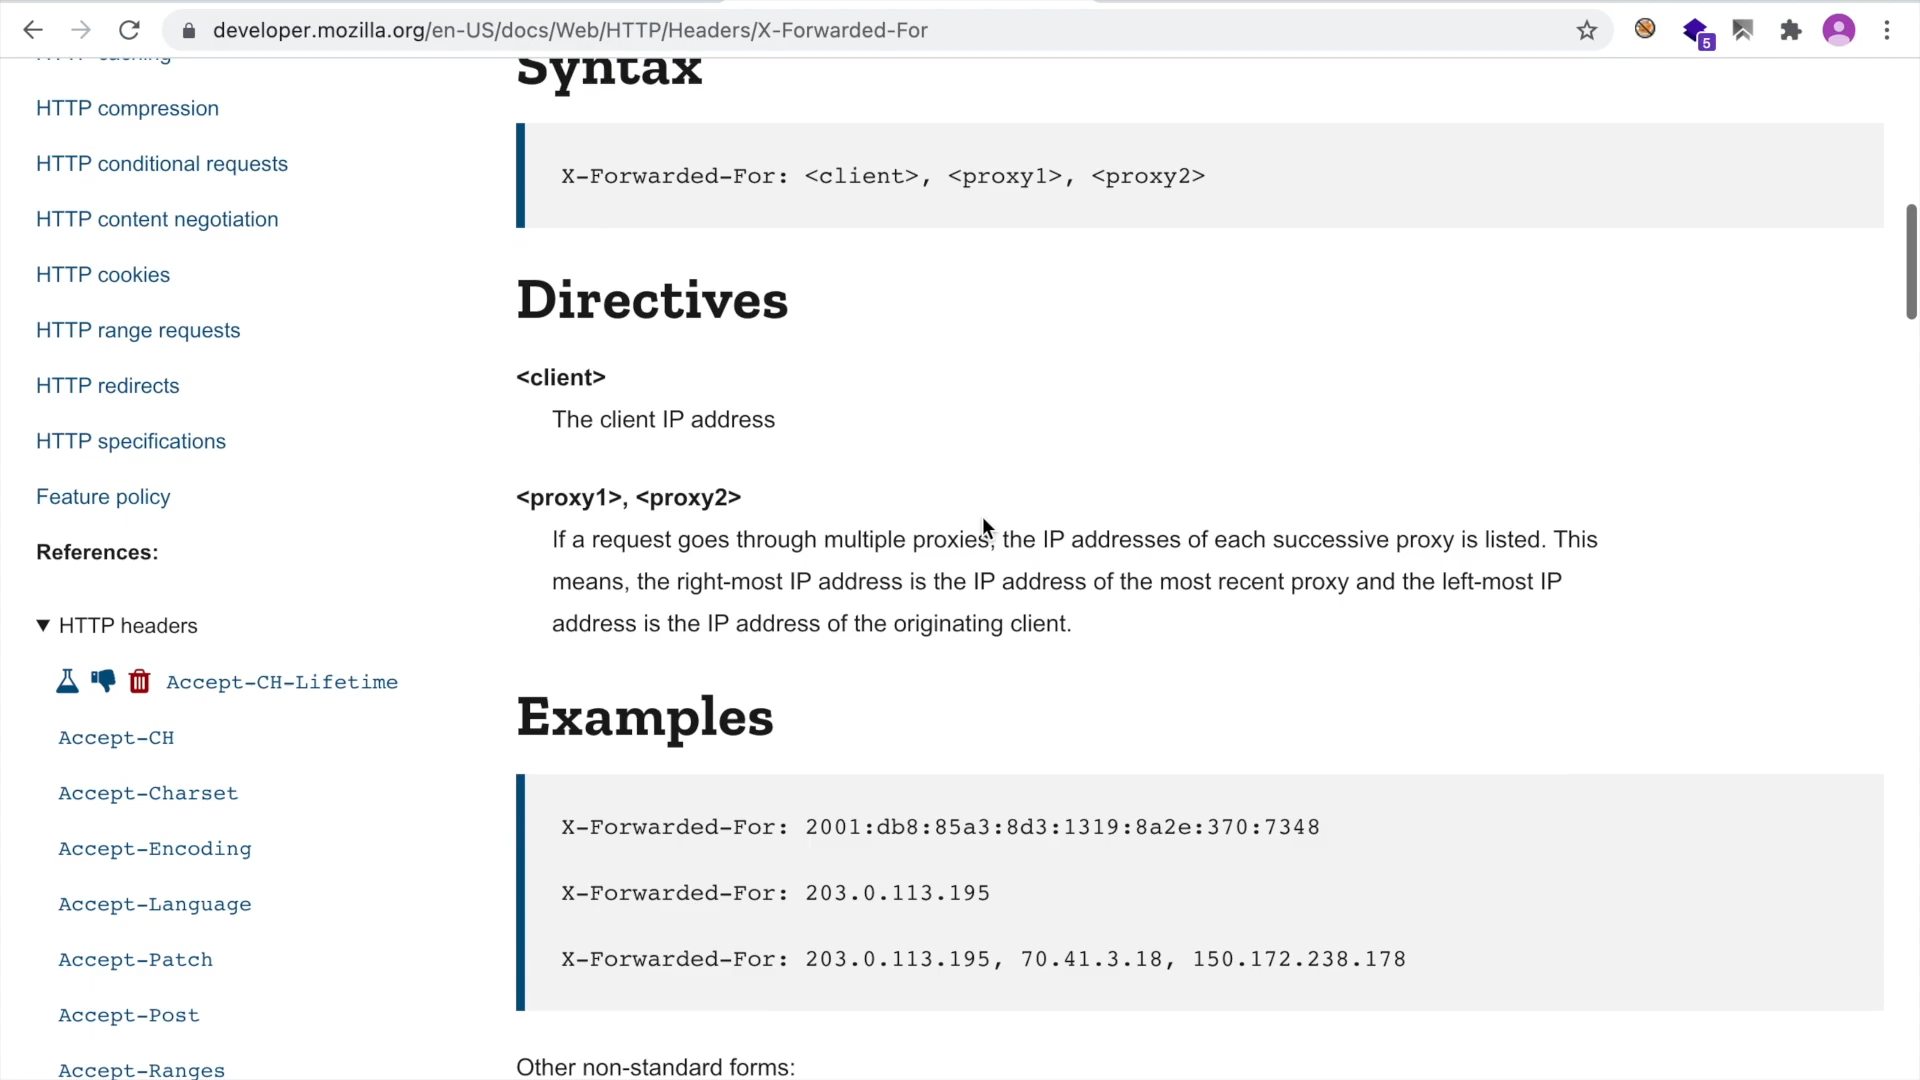 developer.mozilla.org/en-US/docs/Web/HTTP/Headers/X-Forwarded-For
5
HTTP caching
HTTP compression
HTTP conditional requests
HTTP content negotiation
HTTP cookies
HTTP range requests
HTTP redirects
HTTP specifications
Feature policy
References:
▼ HTTP headers
Accept-CH-Lifetime
Accept-CH
Accept-Charset
Accept-Encoding
Accept-Language
Accept-Patch
Accept-Post
Accept-Ranges
Syntax
X-Forwarded-For: <client>, <proxy1>, <proxy2>
Directives
<client>
The client IP address
<proxy1>, <proxy2>
If a request goes through multiple proxies, the IP addresses of each successive proxy is listed. This
means, the right-most IP address is the IP address of the most recent proxy and the left-most IP
address is the IP address of the originating client.
Examples
X-Forwarded-For: 2001:db8:85a3:8d3:1319:8a2e:370:7348
X-Forwarded-For: 203.0.113.195
X-Forwarded-For: 203.0.113.195, 70.41.3.18, 150.172.238.178
Other non-standard forms: